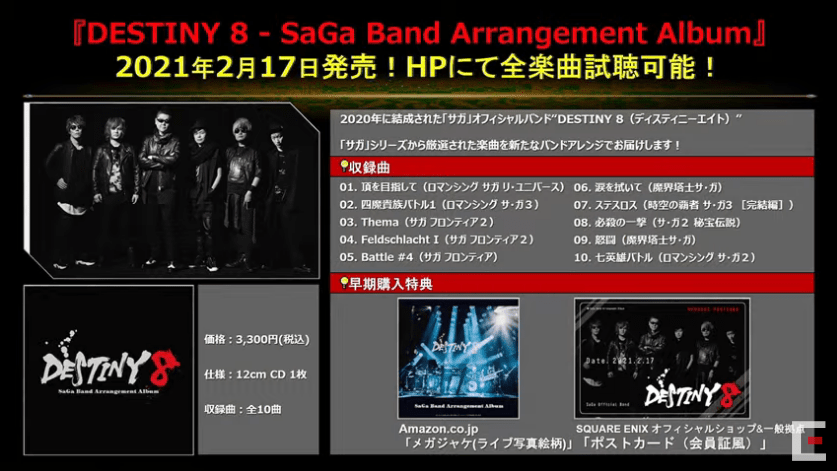 『DESTINY 8 - SaGa Band Arrangement Album』
2021年2月17日発売！HPにて全楽曲試聴可能！
2020年に結成された「サガ」オフィシャルバンド"DESTINY 8（ディスティニーエイト）"
「サガ」シリーズから厳選された楽曲を新たなバンドアレンジでお届けします！
収録曲
01. 頂を目指して（ロマンシング サガ リ・ユニバース）
02. 四魔貴族バトル1（ロマンシング サ・ガ３）
03. Thema（サガ フロンティア２）
04. Feldschlacht I（サガ フロンティア２）
05. Battle #4（サガ フロンティア）
06. 涙を拭いて（魔界塔士サ・ガ）
07. ステスロス（時空の覇者 サ・ガ3 ［完結編］）
08. 必殺の一撃（サ・ガ２ 秘宝伝説）
09. 怒闘（魔界塔士サ・ガ）
10. 七英雄バトル（ロマンシング サ・ガ２）
早期購入特典
DESTINY 8
SaGa Band Arrangement Album
価格：3,300円(税込)
仕様：12cm CD 1枚
収録曲：全10曲
DESTINY 8
SaGa Band Arrangement Album
Amazon.co.jp
「メガジャケ(ライブ写真絵柄)」
Date. 2021.2.17
DESTINY 8
SaGa Official Band
SQUARE ENIX オフィシャルショップ&一般拠点
「ポストカード（会員証風）」